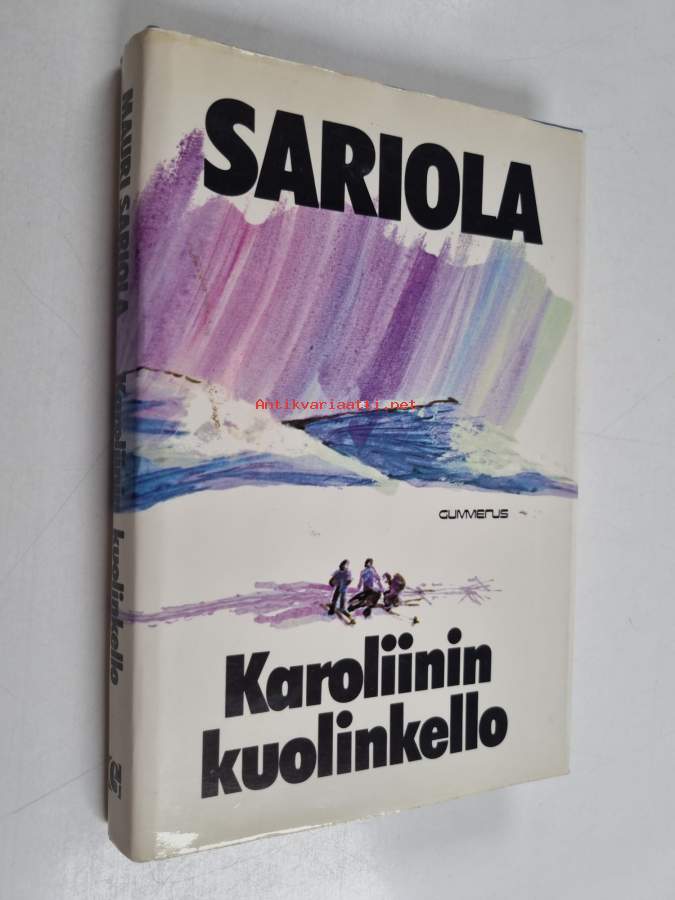 SARIOLA
Antikvariaatti.net
GUMMERUS
Karoliinin
kuolinkello
MAURI SARIOLA
Karoliinin kuolinkello